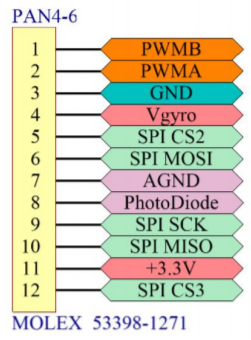 PAN4-6
1 PWMB
2 PWMA
3 GND
4 Vgyro
5 SPI CS2
6 SPI MOSI
7 AGND
8 PhotoDiode
9 SPI SCK
10 SPI MISO
11 +3.3V
12 SPI CS3
MOLEX 53398-1271